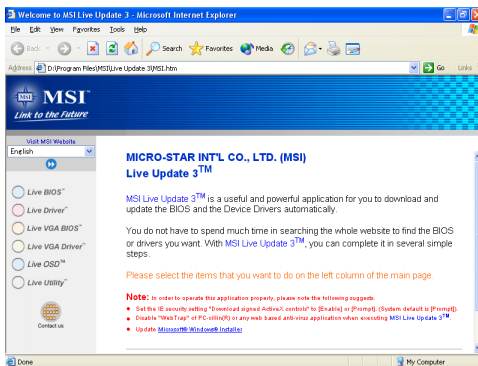 Welcome to MSI Live Update 3 - Microsoft Internet Explorer
File Edit View Favorites Tools Help
Back Search Favorites Media
Address D:\Program Files\MSI\Live Update 3\MSI.htm Go Links
MSI
MSI™
Link to the Future
Visit MSI Website
English
Live BIOS™
Live Driver™
Live VGA BIOS™
Live VGA Driver™
Live OSD™
Live Utility™
Contact us
MICRO-STAR INT'L CO., LTD. (MSI)
Live Update 3TM
MSI Live Update 3TM is a useful and powerful application for you to download and
update the BIOS and the Device Drivers automatically.
You do not have to spend much time in searching the whole website to find the BIOS
or drivers you want. With MSI Live Update 3TM, you can complete it in several simple
steps.
Please select the items that you want to do on the left column of the main page.
Note: In order to operate this application properly, please note the following suggests.
Set the IE security setting "Download signed ActiveX controls" to [Enable] or [Prompt]. (System default is [Prompt]).
Disable "WebTrap" of PC-cillin(R) or any web based anti-virus application when executing MSI Live Update 3TM.
Update Microsoft® Windows® Installer
Done
My Computer